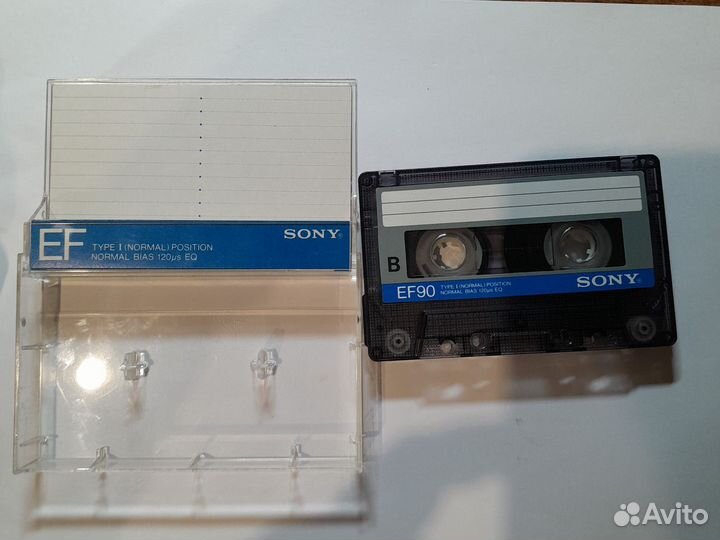 EF
TYPE I (NORMAL) POSITION
NORMAL BIAS 120μs EQ
SONY
B
EF90
TYPE I (NORMAL) POSITION
NORMAL BIAS 120μs EQ
SONY
Avito